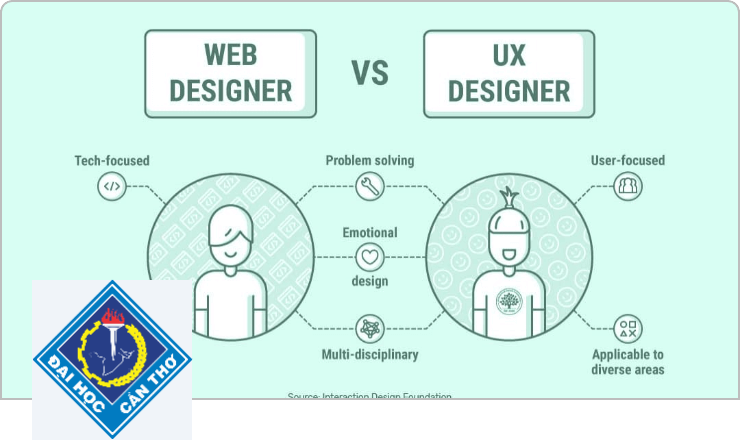 WEB
DESIGNER
VS
UX
DESIGNER
Tech-focused
Problem solving
User-focused
</>
Emotional
design
Multi-disciplinary
Applicable to
diverse areas
ĐẠI HỌC
CẦN THƠ
Source: Interaction Design Foundation